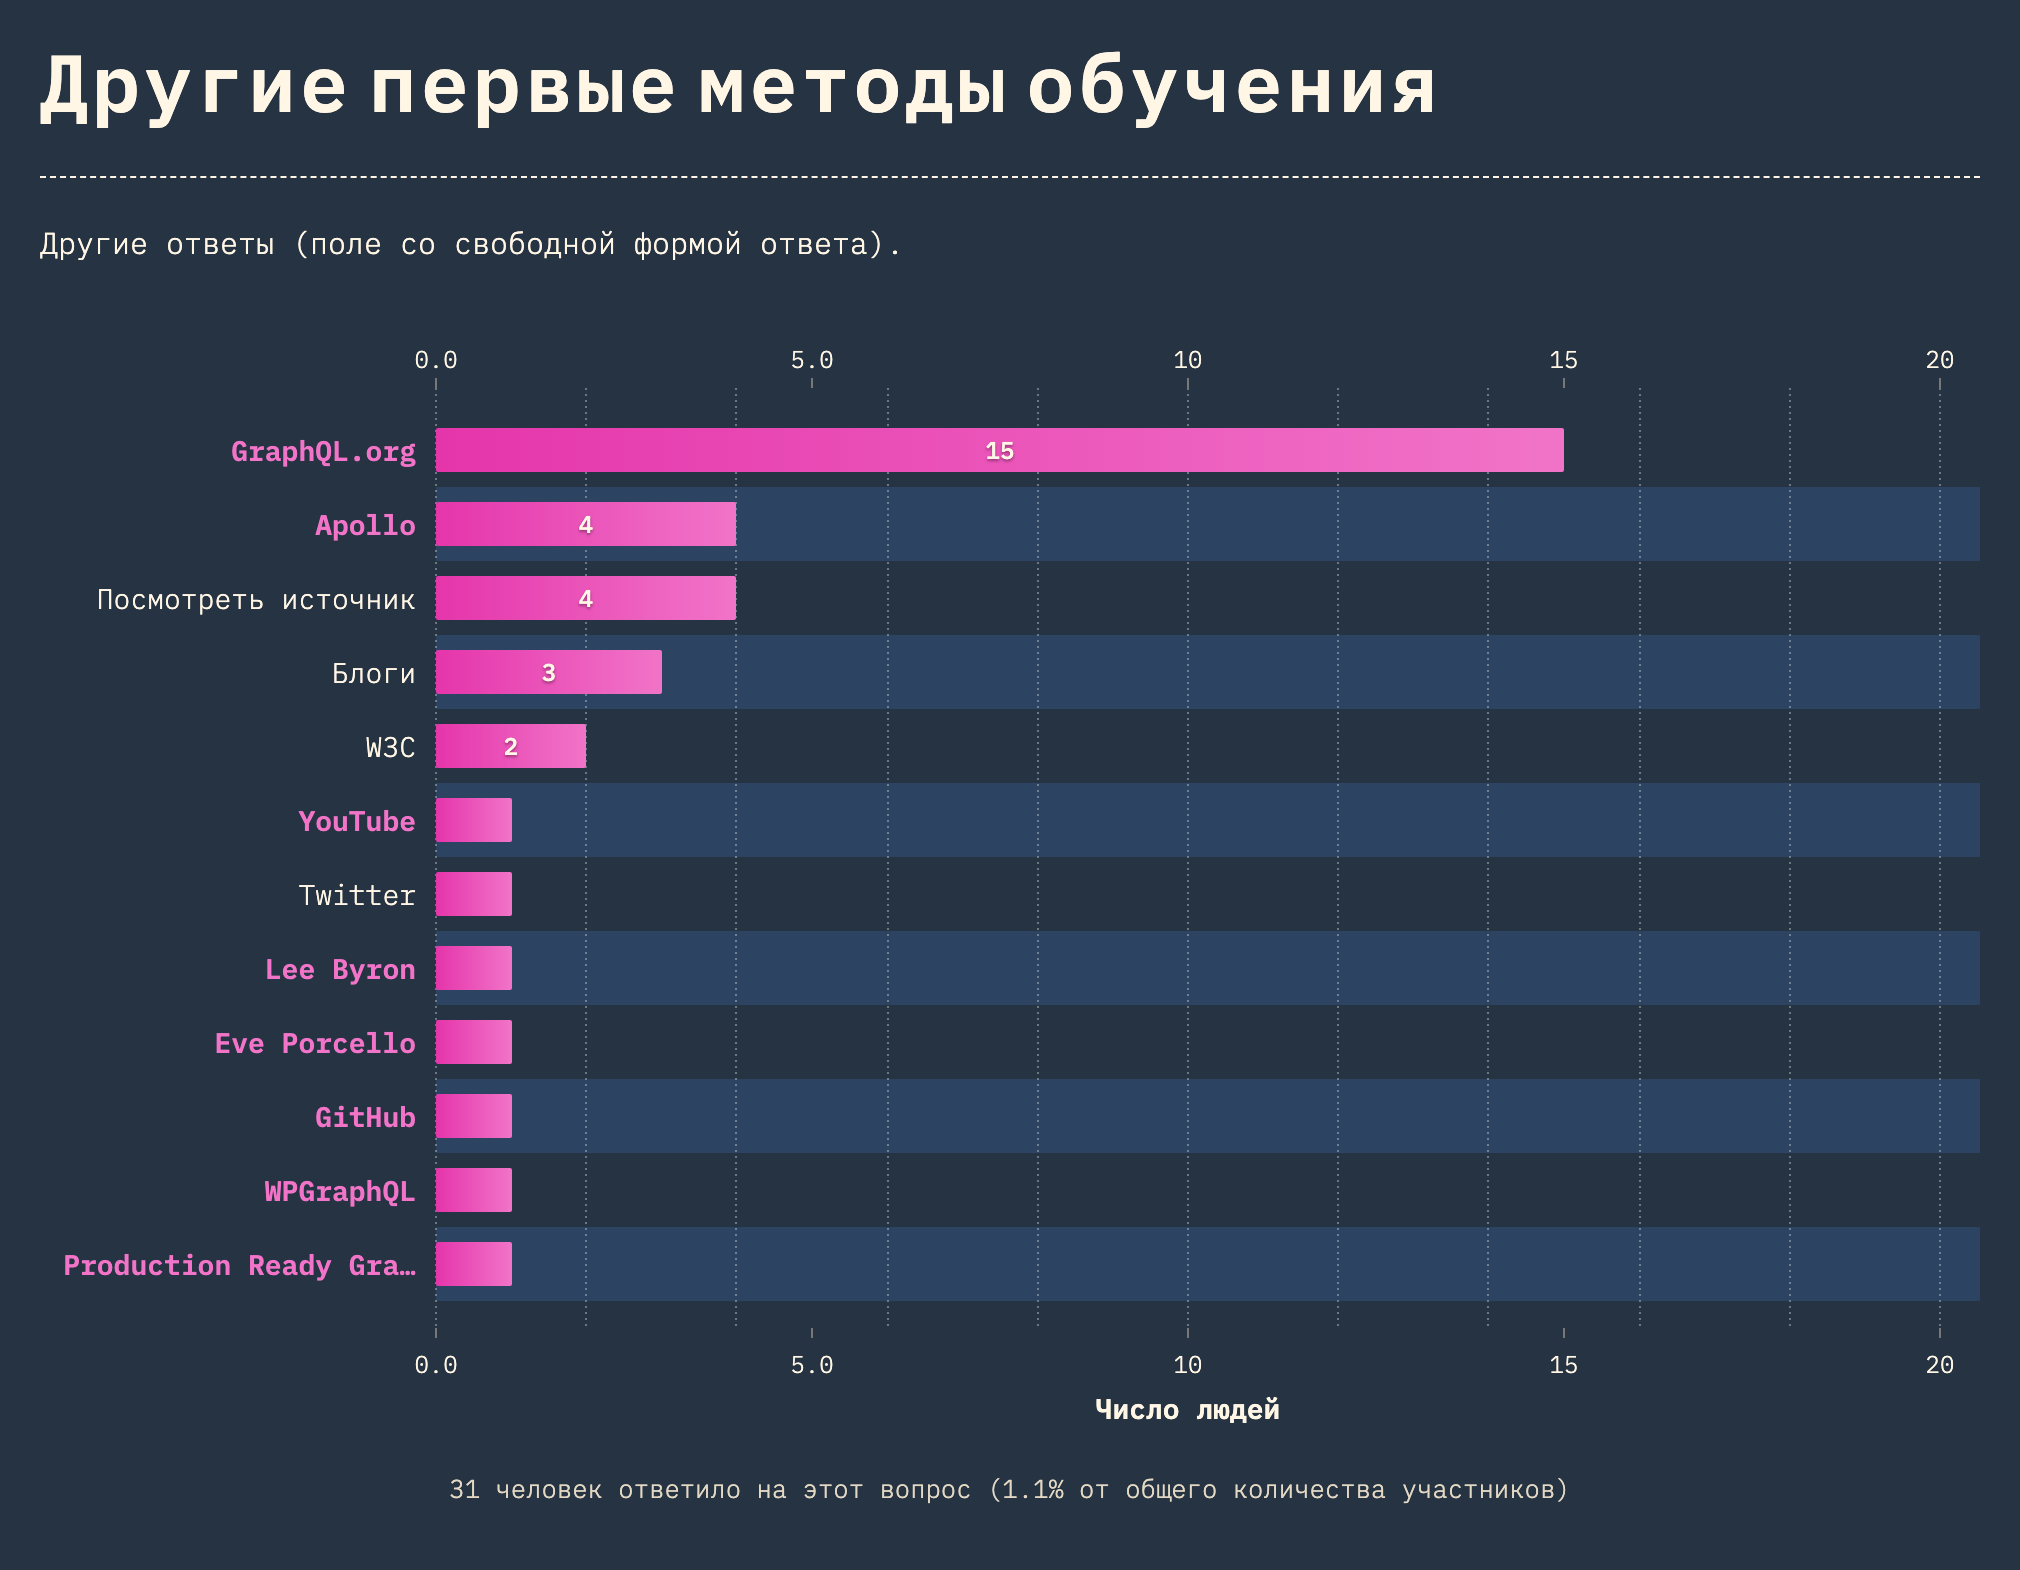 Другие первые методы обучения
Другие ответы (поле со свободной формой ответа).
0.0 5.0 10 15 20
GraphQL.org 15
Apollo 4
Посмотреть источник 4
Блоги 3
W3C 2
YouTube
Twitter
Lee Byron
Eve Porcello
GitHub
WPGraphQL
Production Ready Gra…
0.0 5.0 10 15 20
Число людей
31 человек ответило на этот вопрос (1.1% от общего количества участников)